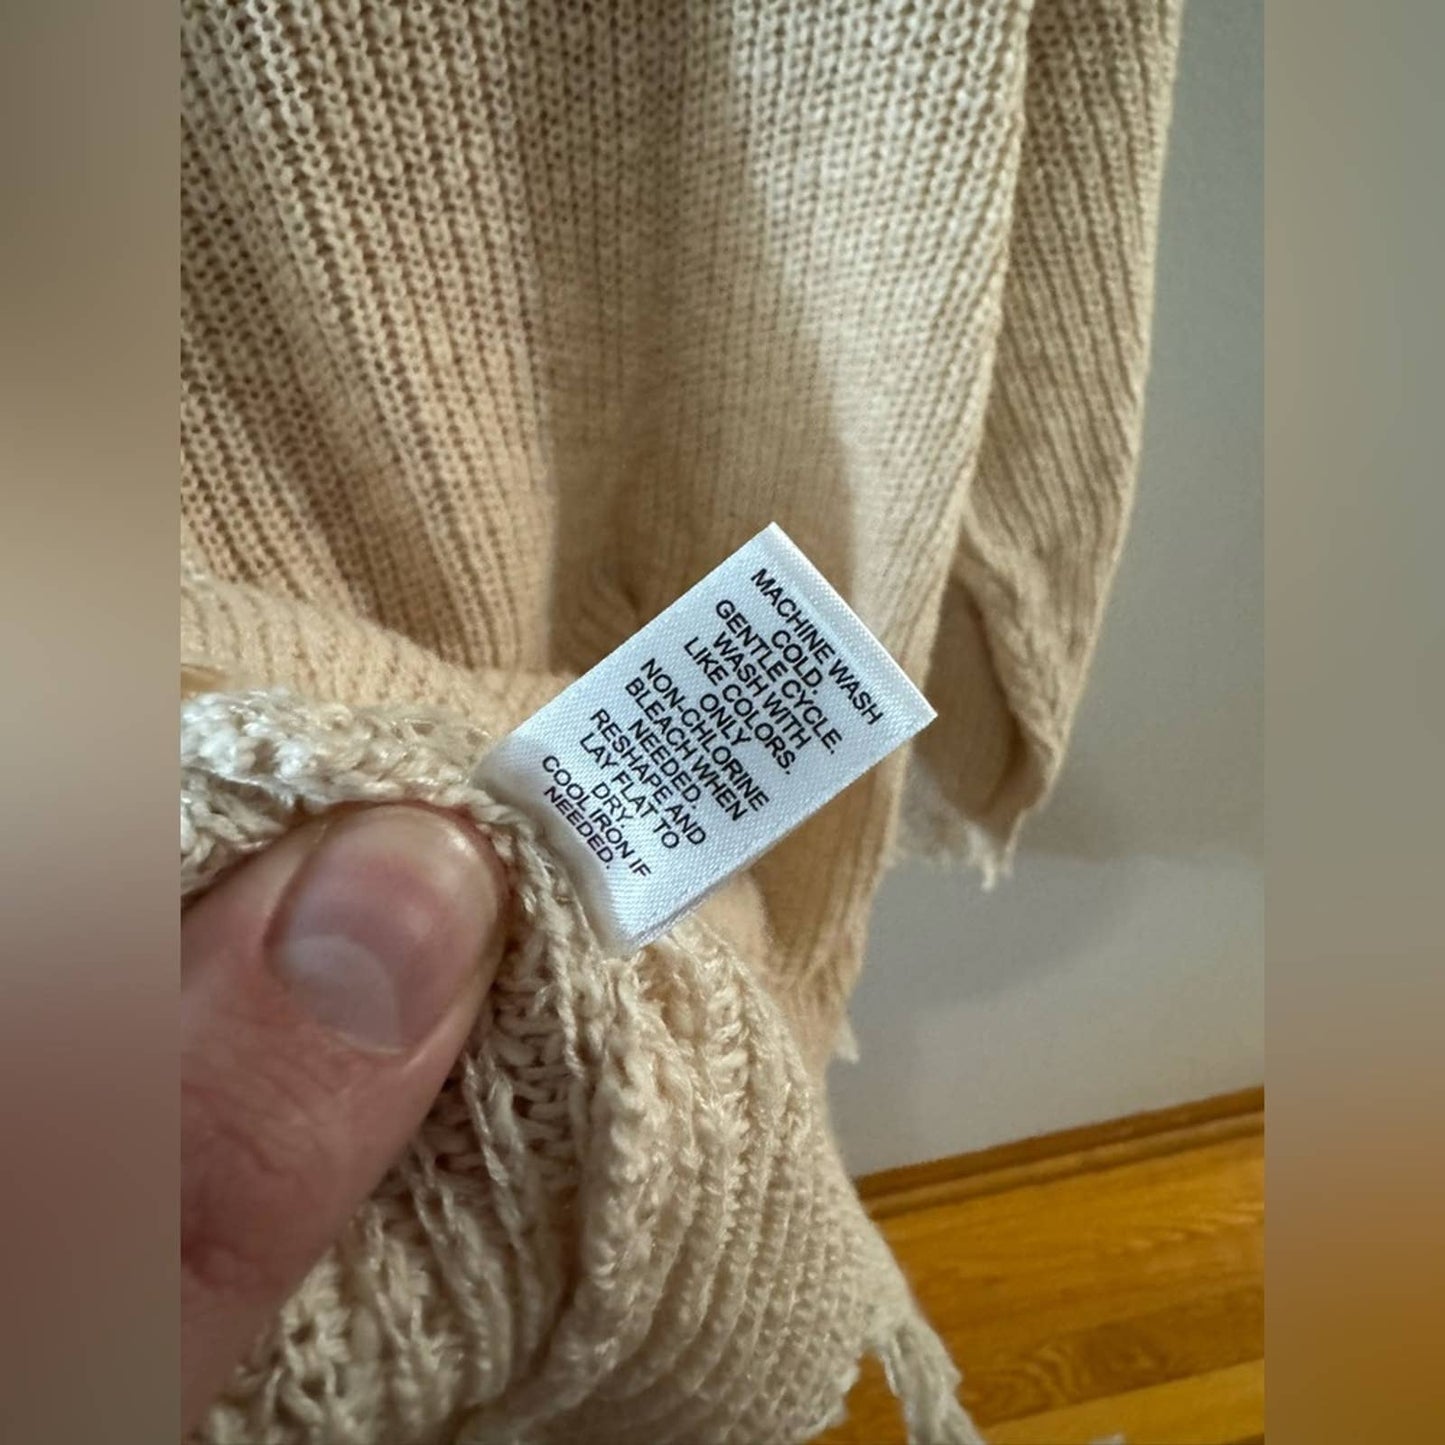 MACHINE WASH
COLD.
GENTLE CYCLE.
WASH WITH
LIKE COLORS.
ONLY
NON-CHLORINE
BLEACH WHEN
NEEDED.
RESHAPE AND
LAY FLAT TO
DRY.
COOL IRON IF
NEEDED.